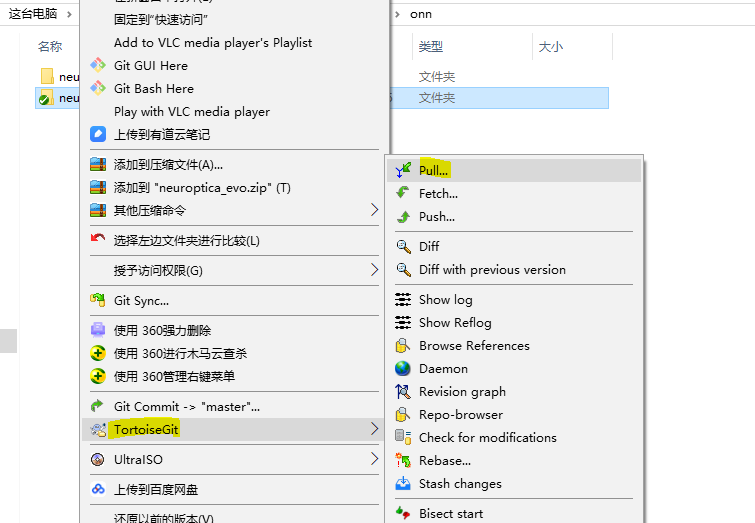 这台电脑
onn
名称
类型
大小
neu
文件夹
neu
文件夹
固定到"快速访问"
Add to VLC media player's Playlist
Git GUI Here
Git Bash Here
Play with VLC media player
上传到有道云笔记
添加到压缩文件(A)...
添加到 "neuroptica_evo.zip" (T)
其他压缩命令
选择左边文件夹进行比较(L)
授予访问权限(G)
Git Sync...
使用 360强力删除
使用 360进行木马云查杀
使用 360管理右键菜单
Git Commit -> "master"...
TortoiseGit
UltraISO
上传到百度网盘
还原以前的版本(V)
Pull...
Fetch...
Push...
Diff
Diff with previous version
Show log
Show Reflog
Browse References
Daemon
Revision graph
Repo-browser
Check for modifications
Rebase...
Stash changes
Bisect start